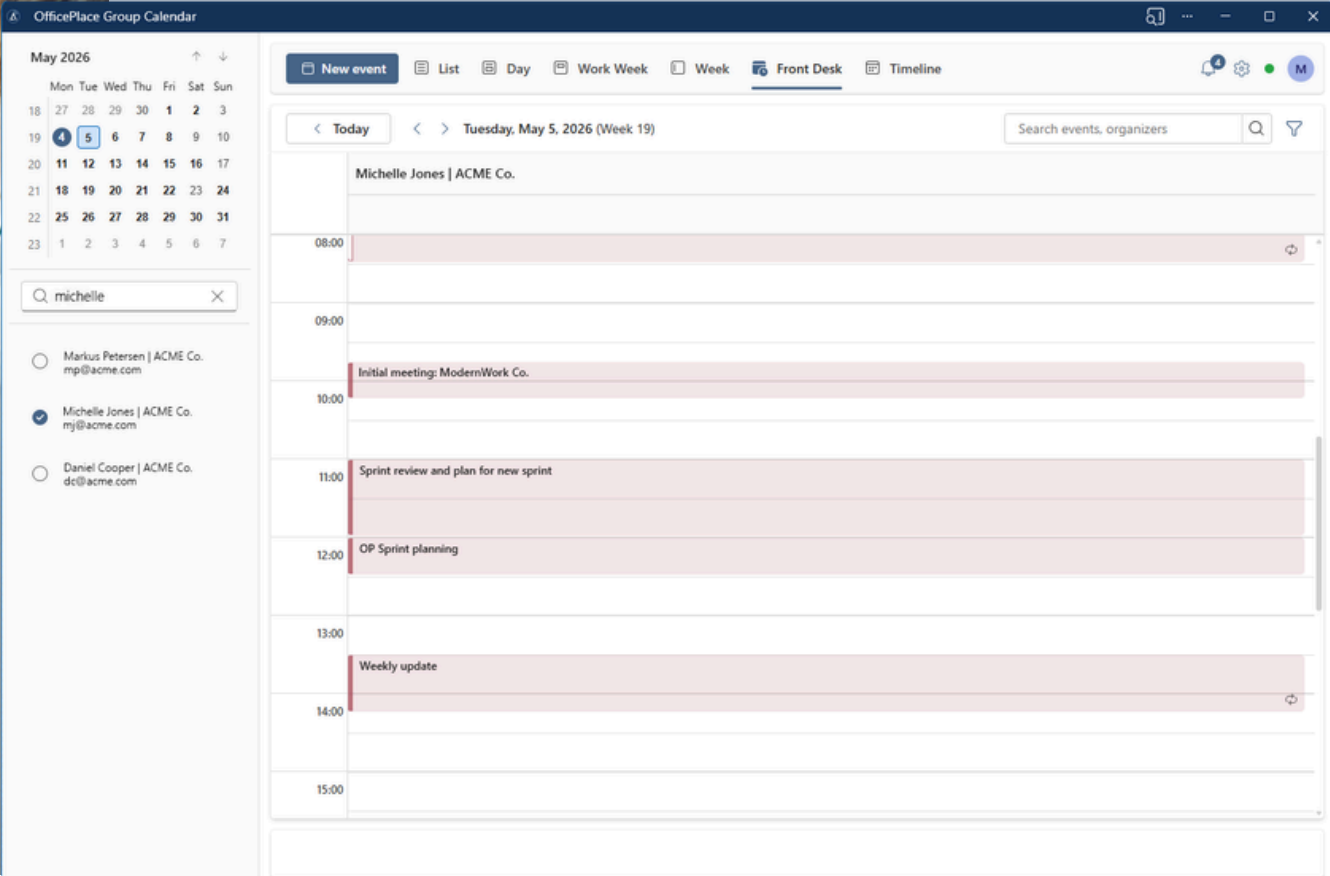 OfficePlace Group Calendar
May 2026
Mon Tue Wed Thu Fri Sat Sun
18 27 28 29 30 1 2 3
19 4 5 6 7 8 9 10
20 11 12 13 14 15 16 17
21 18 19 20 21 22 23 24
22 25 26 27 28 29 30 31
23 1 2 3 4 5 6 7
michelle
Markus Petersen | ACME Co.
mp@acme.com
Michelle Jones | ACME Co.
mj@acme.com
Daniel Cooper | ACME Co.
dc@acme.com
New event List Day Work Week Week Front Desk Timeline 4 M
Today Tuesday, May 5, 2026 (Week 19) Search events, organizers
Michelle Jones | ACME Co.
08:00
09:00
Initial meeting: ModernWork Co.
10:00
Sprint review and plan for new sprint
11:00
OP Sprint planning
12:00
13:00
Weekly update
14:00
15:00